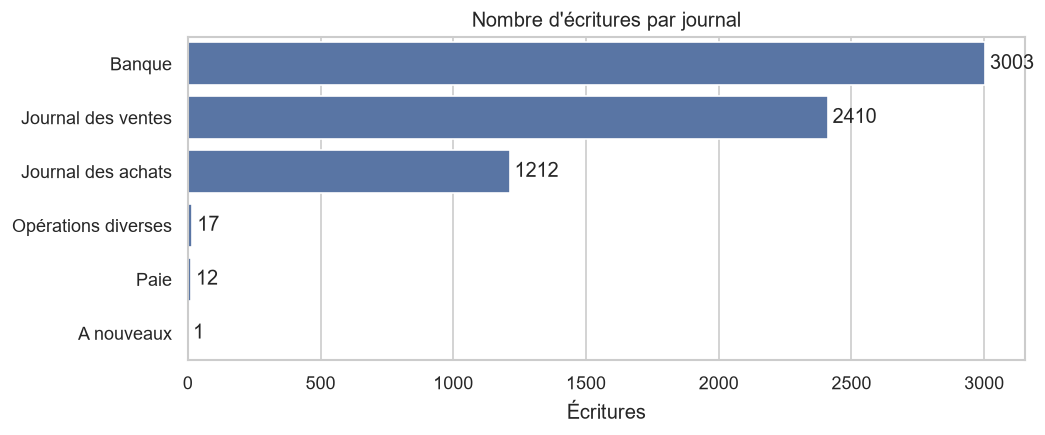 Nombre d'écritures par journal
Banque 3003
Journal des ventes 2410
Journal des achats 1212
Opérations diverses 17
Paie 12
A nouveaux 1
0 500 1000 1500 2000 2500 3000
Écritures